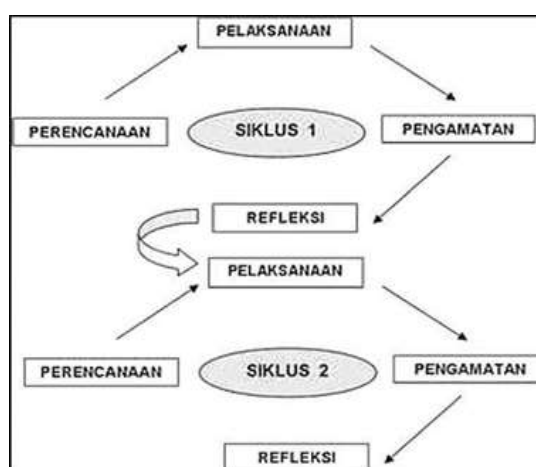 PELAKSANAAN
PERENCANAAN
SIKLUS 1
PENGAMATAN
REFLEKSI
PELAKSANAAN
PERENCANAAN
SIKLUS 2
PENGAMATAN
REFLEKSI